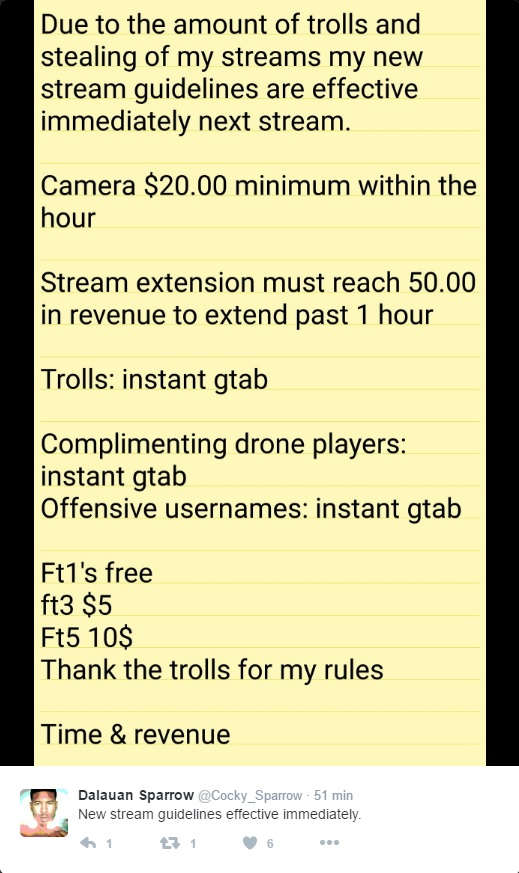 Due to the amount of trolls and
stealing of my streams my new
stream guidelines are effective
immediately next stream.
Camera $20.00 minimum within the
hour
Stream extension must reach 50.00
in revenue to extend past 1 hour
Trolls: instant gtab
Complimenting drone players:
instant gtab
Offensive usernames: instant gtab
Ft1's free
ft3 $5
Ft5 10$
Thank the trolls for my rules
Time & revenue
Dalauan Sparrow @Cocky_Sparrow · 51 min
New stream guidelines effective immediately.
1 1 6